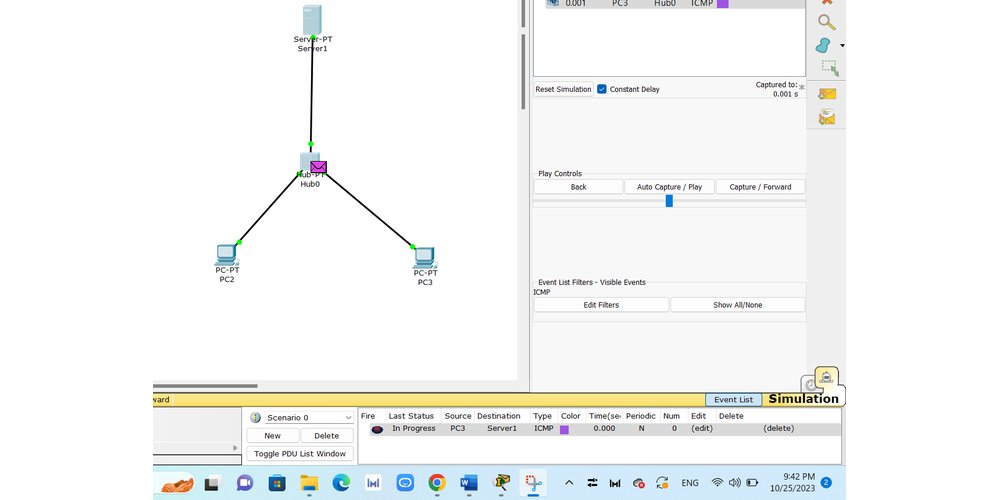 0.001 PC3 Hub0 ICMP
Server-PT
Server1
Reset Simulation Constant Delay Captured to: *
0.001 s
Hub-PT
Hub0
Play Controls
Back Auto Capture / Play Capture / Forward
PC-PT
PC2
PC-PT
PC3
Event List Filters - Visible Events
ICMP
Edit Filters Show All/None
ward Event List Simulation
Scenario 0
New Delete
Toggle PDU List Window
Fire Last Status Source Destination Type Color Time(sec Periodic Num Edit Delete
In Progress PC3 Server1 ICMP 0.000 N 0 (edit) (delete)
ENG
9:42 PM
10/25/2023
2